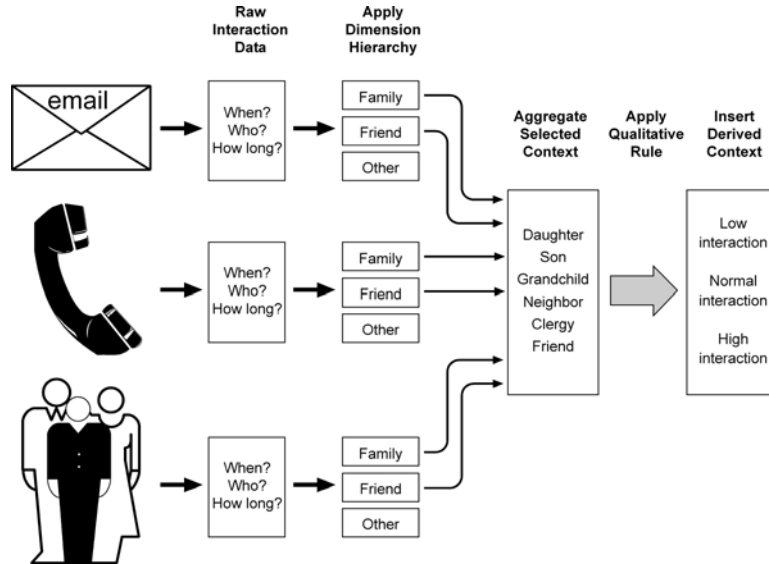 Raw
Interaction
Data
Apply
Dimension
Hierarchy
Aggregate
Selected
Context
Apply
Qualitative
Rule
Insert
Derived
Context
email
When?
Who?
How long?
Family
Friend
Other
When?
Who?
How long?
Family
Friend
Other
When?
Who?
How long?
Family
Friend
Other
Daughter
Son
Grandchild
Neighbor
Clergy
Friend
Low
interaction
Normal
interaction
High
interaction